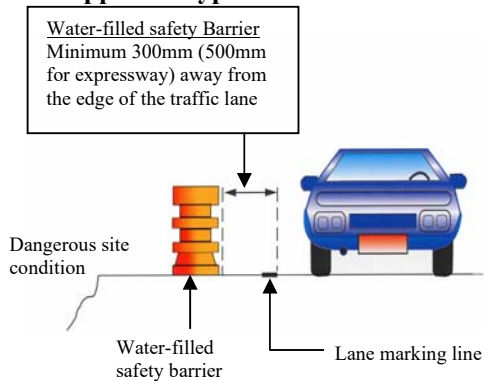 Water-filled safety Barrier
Minimum 300mm (500mm
for expressway) away from
the edge of the traffic lane
Dangerous site
condition
Water-filled
safety barrier
Lane marking line